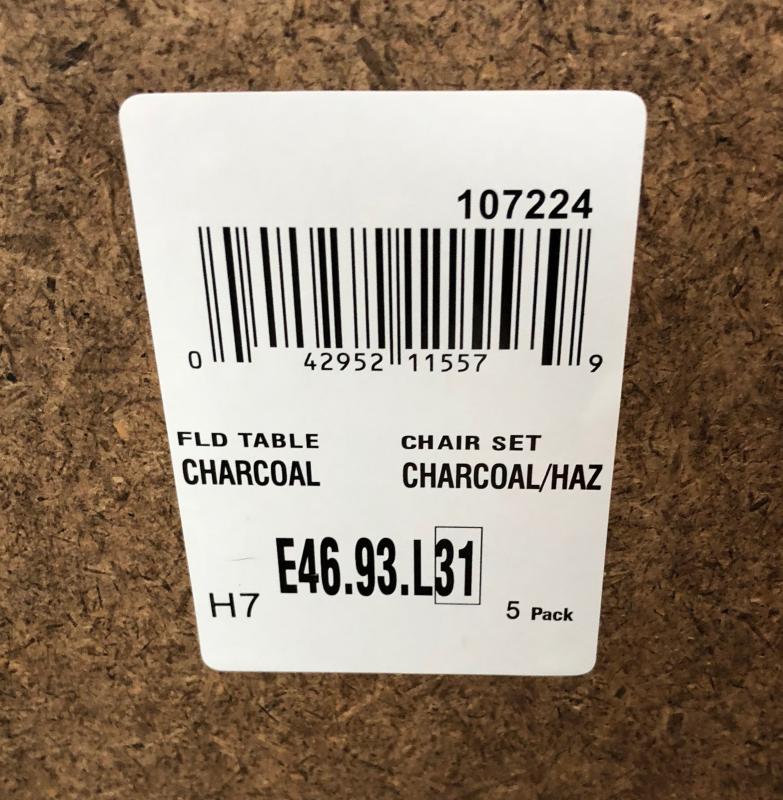 107224
0 42952 11557 9
FLD TABLE CHAIR SET
CHARCOAL CHARCOAL/HAZ
E46.93.L31
H7 5 Pack